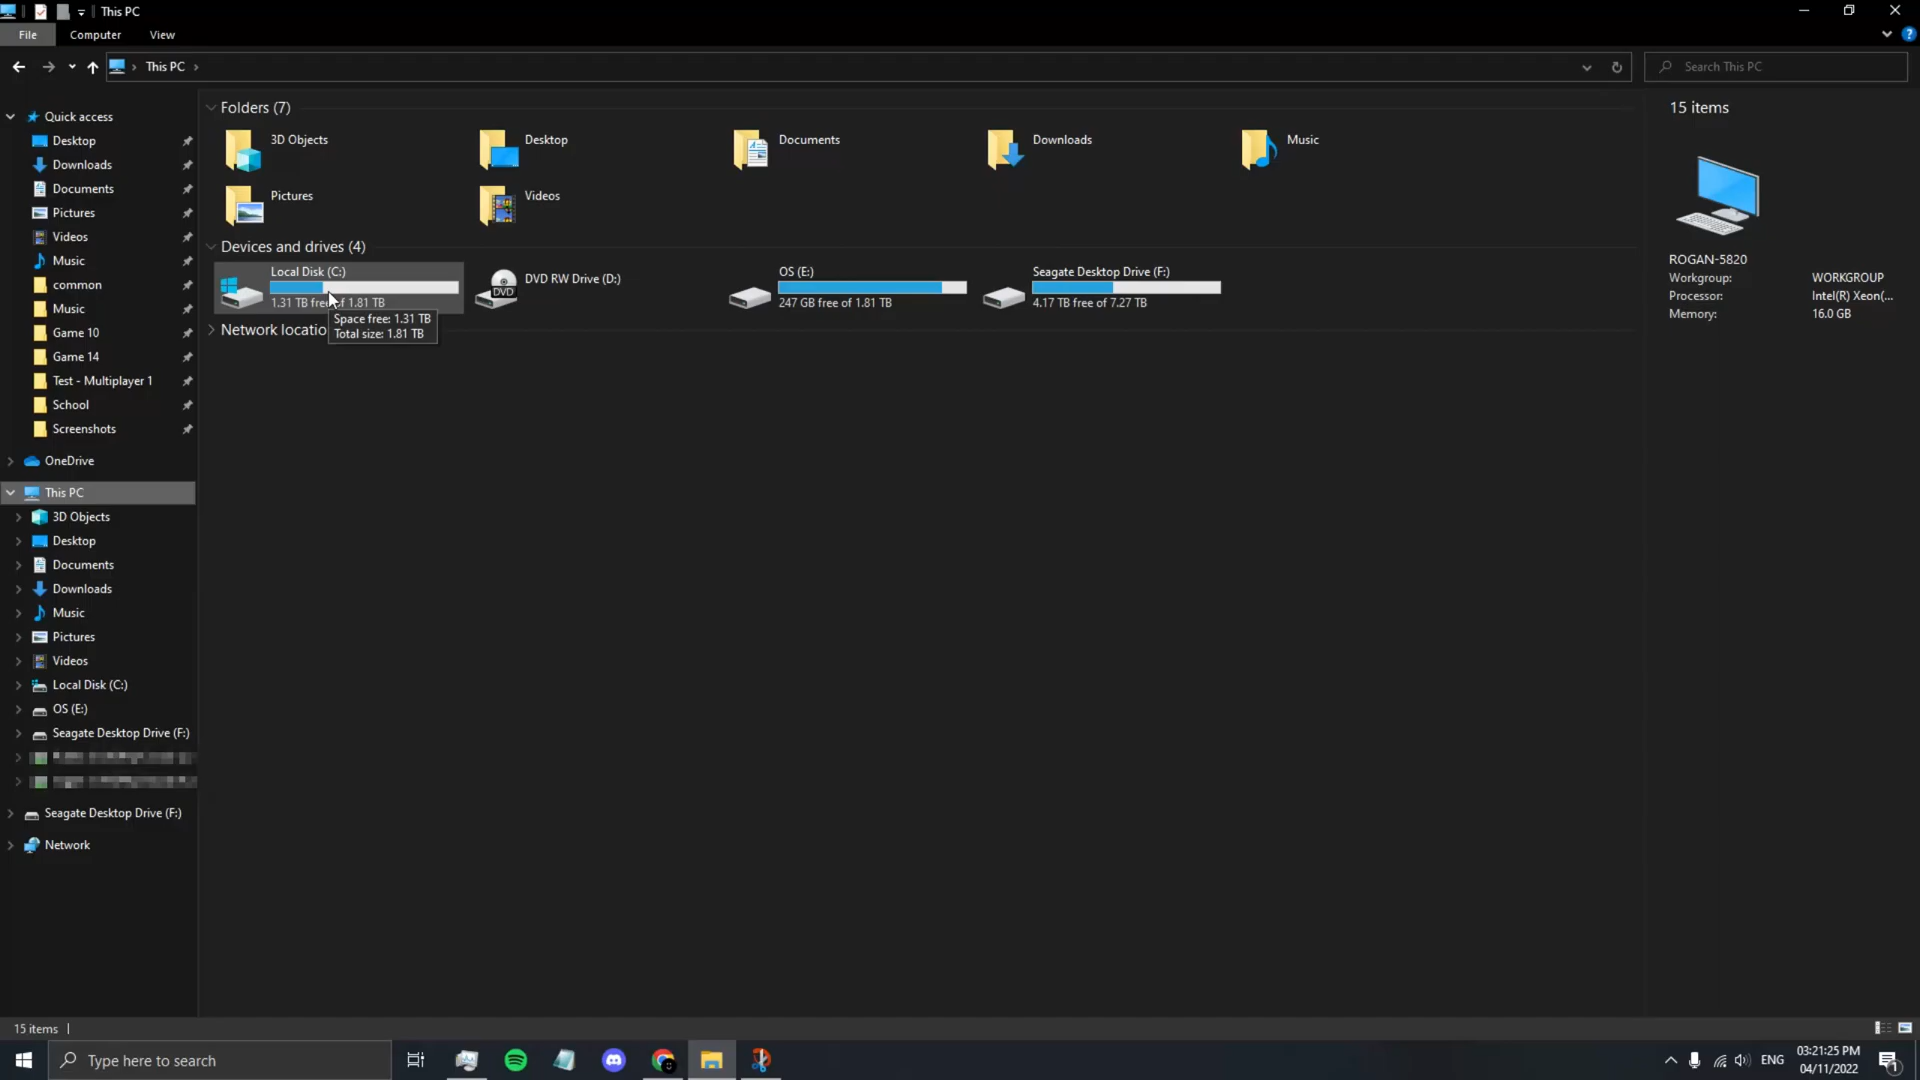 This PC
File Computer View
This PC
Search This PC
Quick access
Desktop
Downloads
Documents
Pictures
Videos
Music
common
Music
Game 10
Game 14
Test - Multiplayer 1
School
Screenshots
OneDrive
This PC
3D Objects
Desktop
Documents
Downloads
Music
Pictures
Videos
Local Disk (C:)
OS (E:)
Seagate Desktop Drive (F:)
Seagate Desktop Drive (F:)
Network
Folders (7)
3D Objects Desktop Documents Downloads Music
Pictures Videos
Devices and drives (4)
Local Disk (C:)
1.31 TB free of 1.81 TB
DVD
DVD RW Drive (D:)
OS (E:)
247 GB free of 1.81 TB
Seagate Desktop Drive (F:)
4.17 TB free of 7.27 TB
Network locatio
Space free: 1.31 TB
Total size: 1.81 TB
15 items
ROGAN-5820
Workgroup: WORKGROUP
Processor: Intel(R) Xeon(...
Memory: 16.0 GB
15 items
Type here to search
ENG
03:21:25 PM
04/11/2022
1